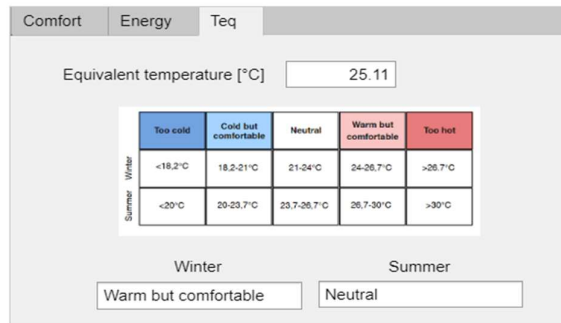 Comfort Energy Teq
Equivalent temperature [°C] 25.11
Too cold Cold but comfortable Neutral Warm but comfortable Too hot
Winter <18,2°C 18,2-21°C 21-24°C 24-26,7°C >26.7°C
Summer <20°C 20-23,7°C 23,7-26,7°C 26,7-30°C >30°C
Winter Summer
Warm but comfortable Neutral